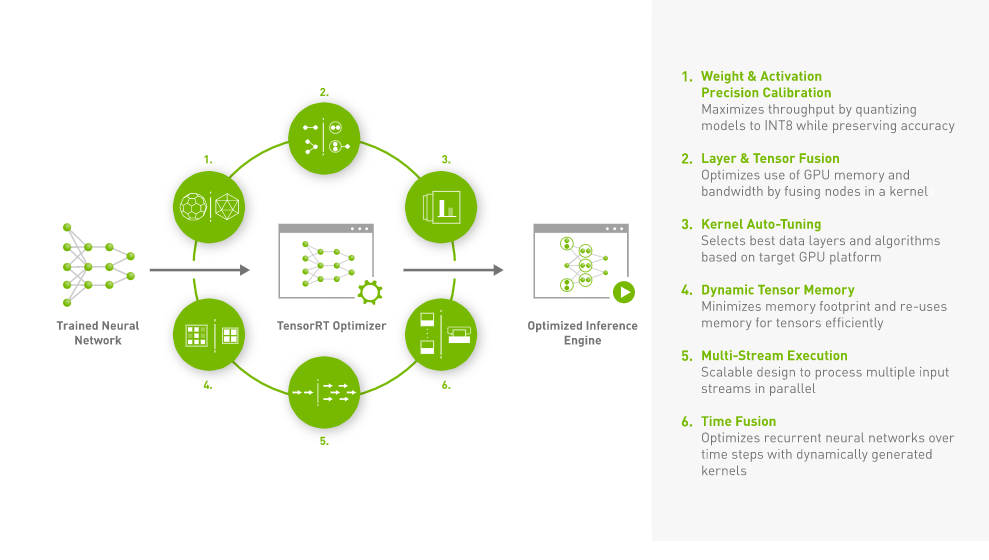 2.
1.
3.
Trained Neural
Network
TensorRT Optimizer
Optimized Inference
Engine
4.
6.
5.
1. Weight & Activation
Precision Calibration
Maximizes throughput by quantizing
models to INT8 while preserving accuracy
2. Layer & Tensor Fusion
Optimizes use of GPU memory and
bandwidth by fusing nodes in a kernel
3. Kernel Auto-Tuning
Selects best data layers and algorithms
based on target GPU platform
4. Dynamic Tensor Memory
Minimizes memory footprint and re-uses
memory for tensors efficiently
5. Multi-Stream Execution
Scalable design to process multiple input
streams in parallel
6. Time Fusion
Optimizes recurrent neural networks over
time steps with dynamically generated
kernels